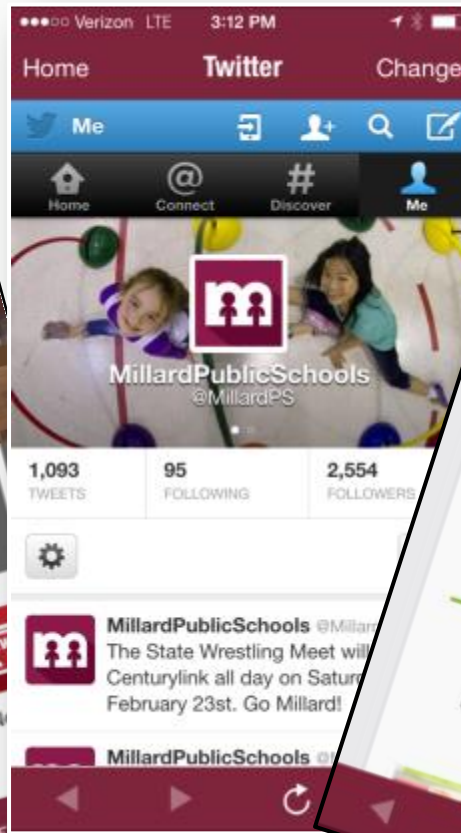 Verizon LTE 3:12 PM
Home Twitter Change
Me
Home Connect Discover Me
m
MillardPublicSchools
@MillardPS
1,093 95 2,554
TWEETS FOLLOWING FOLLOWERS
MillardPublicSchools @Millar
The State Wrestling Meet will
Centurylink all day on Satur
February 23st. Go Millard!
MillardPublicSchools